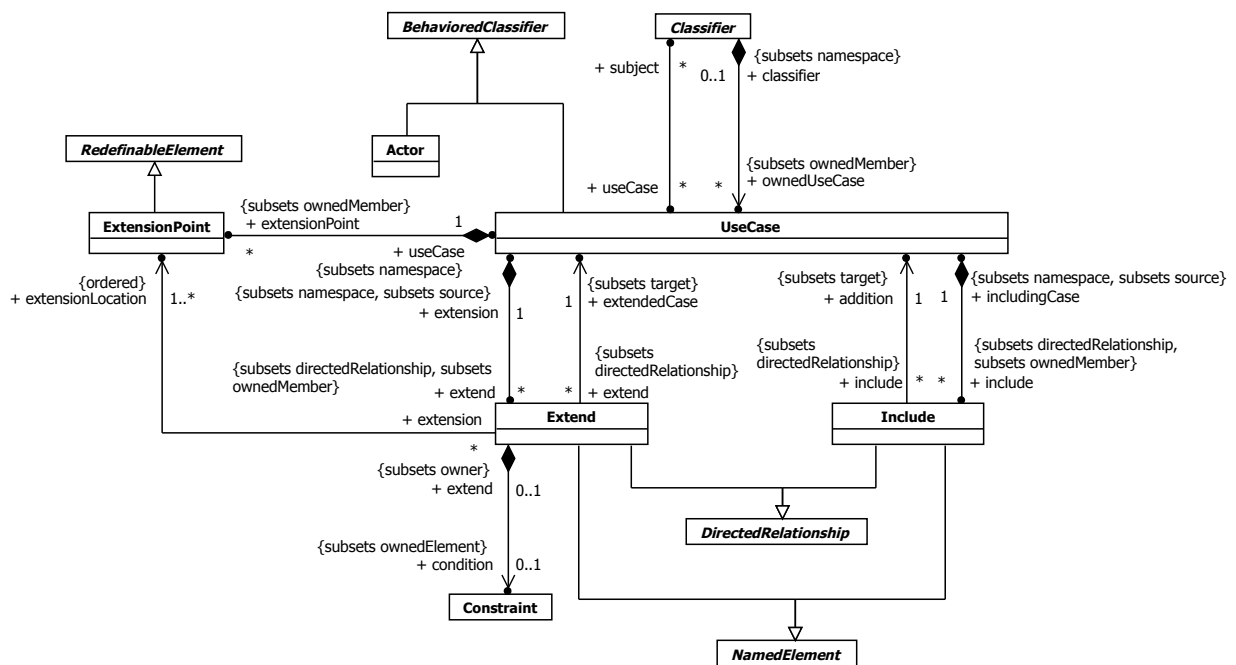 BehavioredClassifier
Classifier
{subsets namespace}
+ subject
*
0..1
+ classifier
RedefinableElement
Actor
{subsets ownedMember}
+ useCase
*
*
+ ownedUseCase
{subsets ownedMember}
+ extensionPoint
1
ExtensionPoint
UseCase
*
+ useCase
{subsets namespace}
{ordered}
+ extensionLocation
1..*
{subsets namespace, subsets source}
+ extension
1
{subsets target}
1
+ extendedCase
{subsets target}
+ addition
1
{subsets namespace, subsets source}
1
+ includingCase
{subsets directedRelationship, subsets
ownedMember}
+ extend
*
{subsets
directedRelationship}
*
+ extend
{subsets
directedRelationship}
+ include
*
{subsets directedRelationship,
subsets ownedMember}
*
+ include
+ extension
*
Extend
Include
{subsets owner}
+ extend
0..1
DirectedRelationship
{subsets ownedElement}
+ condition
0..1
Constraint
NamedElement